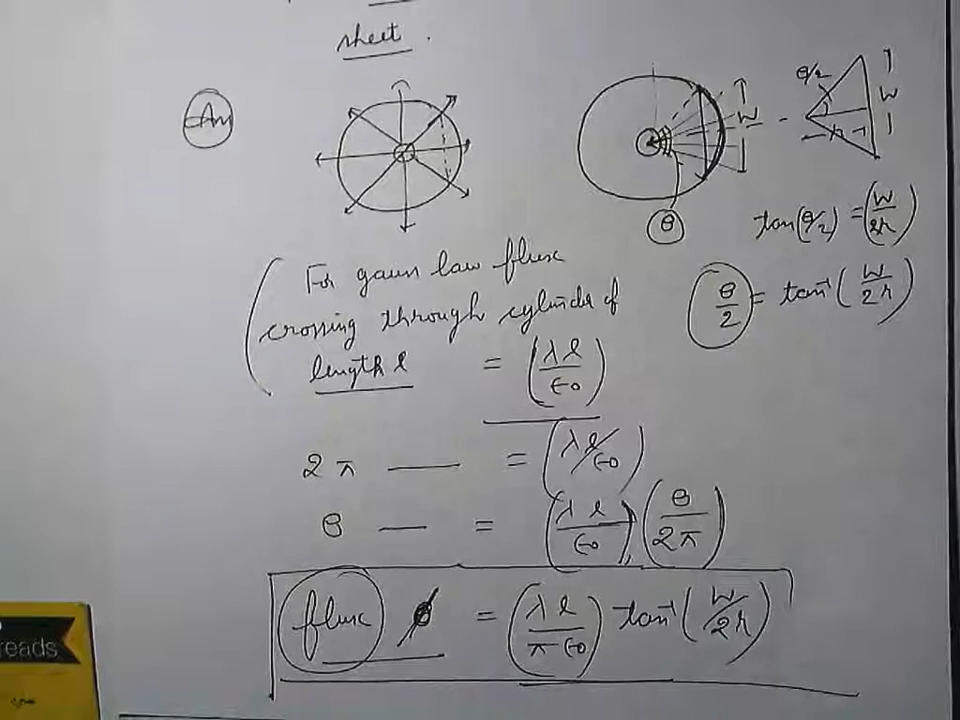 sheet.
Ans
θ/2
W
r
W
θ
tan(θ/2) = (W/2r)
θ/2 = tan⁻¹(W/2r)
For gauss law flux
crossing through cylinder of
length l = (λl/ε0)
2π —— = (λl/ε0)
θ — = (λl/ε0), (θ/2π)
flux ϕ = (λl/πε0) tan⁻¹(W/2r)
eads